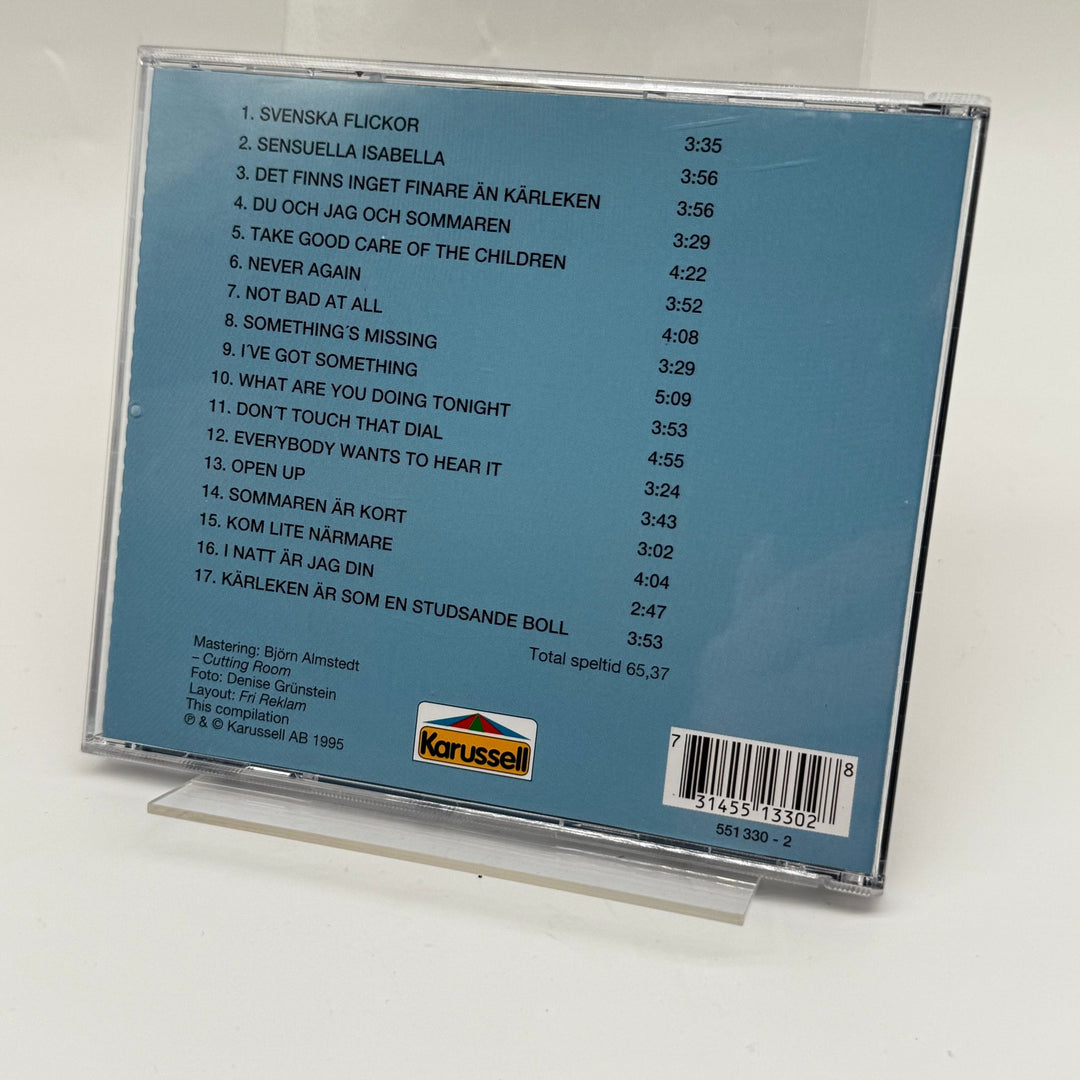 1. SVENSKA FLICKOR 3:35
2. SENSUELLA ISABELLA 3:56
3. DET FINNS INGET FINARE ÄN KÄRLEKEN 3:56
4. DU OCH JAG OCH SOMMAREN 3:29
5. TAKE GOOD CARE OF THE CHILDREN 4:22
6. NEVER AGAIN 3:52
7. NOT BAD AT ALL 4:08
8. SOMETHING´S MISSING 3:29
9. I´VE GOT SOMETHING 5:09
10. WHAT ARE YOU DOING TONIGHT 3:53
11. DON´T TOUCH THAT DIAL 4:55
12. EVERYBODY WANTS TO HEAR IT 3:24
13. OPEN UP 3:43
14. SOMMAREN ÄR KORT 3:02
15. KOM LITE NÄRMARE 4:04
16. I NATT ÄR JAG DIN 2:47
17. KÄRLEKEN ÄR SOM EN STUDSANDE BOLL 3:53
Total speltid 65,37
Mastering: Björn Almstedt
– Cutting Room
Foto: Denise Grünstein
Layout: Fri Reklam
This compilation
℗ & © Karussell AB 1995
Karussell
7 31455 13302 8
551 330 - 2